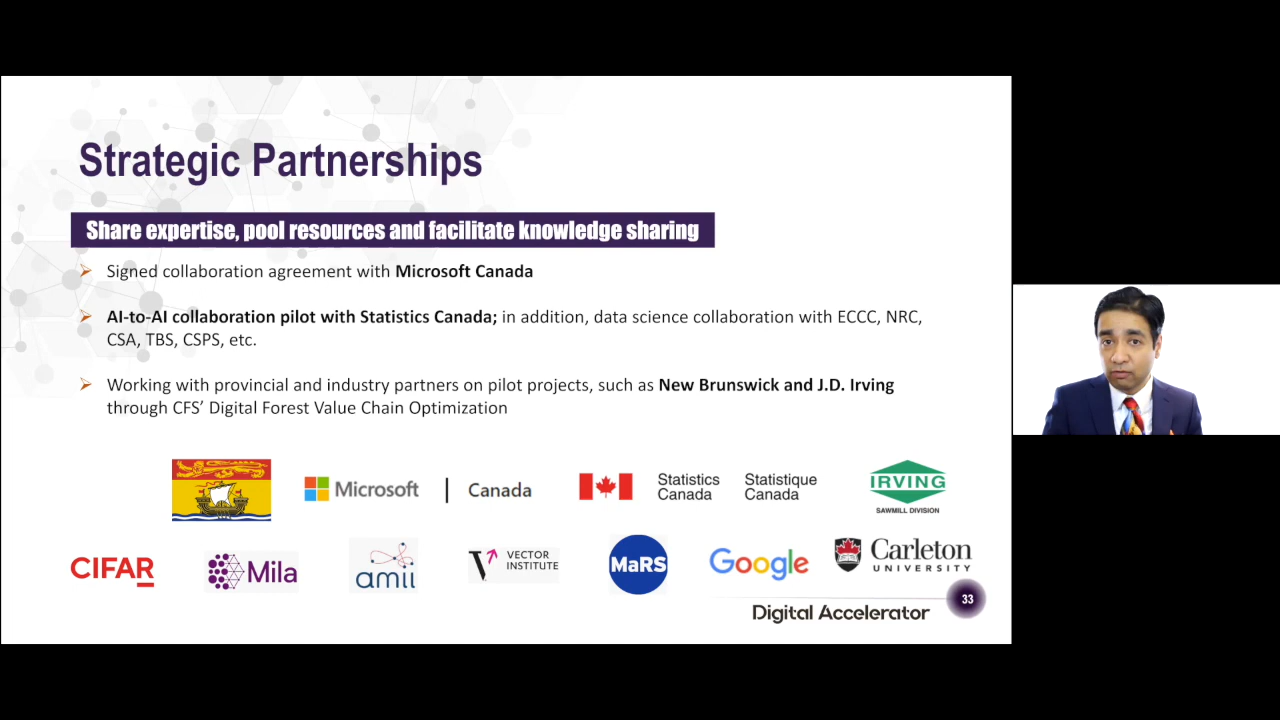 Strategic Partnerships
Share expertise, pool resources and facilitate knowledge sharing
Signed collaboration agreement with Microsoft Canada
AI-to-AI collaboration pilot with Statistics Canada; in addition, data science collaboration with ECCC, NRC,
CSA, TBS, CSPS, etc.
Working with provincial and industry partners on pilot projects, such as New Brunswick and J.D. Irving
through CFS’ Digital Forest Value Chain Optimization
Microsoft | Canada
Statistics Canada
Statistique Canada
IRVING
SAWMILL DIVISION
CIFAR
Mila
amii
VECTOR
INSTITUTE
MaRS
Google
Carleton
UNIVERSITY
Digital Accelerator
33